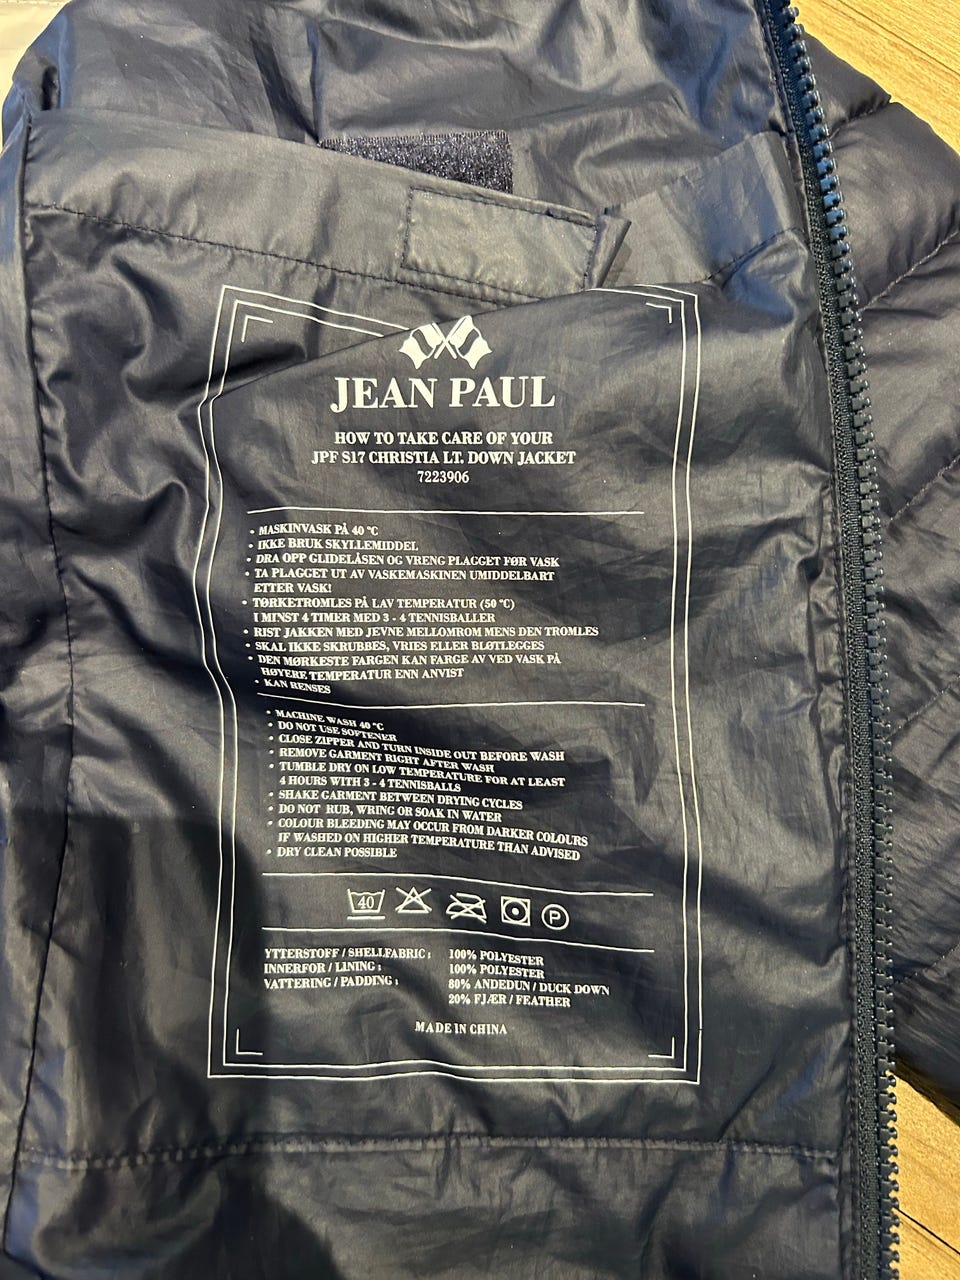 JEAN PAUL
HOW TO TAKE CARE OF YOUR
JPF S17 CHRISTIA LT. DOWN JACKET
7223906
• MASKINVASK PÅ 40 °C
• IKKE BRUK SKYLLEMIDDEL
• DRA OPP GLIDELÅSEN OG VRENG PLAGGET FØR VASK
• TA PLAGGET UT AV VASKEMASKINEN UMIDDELBART
ETTER VASK!
• TØRKETROMLES PÅ LAV TEMPERATUR (50 °C)
I MINST 4 TIMER MED 3 - 4 TENNISBALLER
• RIST JAKKEN MED JEVNE MELLOMROM MENS DEN TROMLES
• SKAL IKKE SKRUBBES, VRIES ELLER BLØTLEGGES
• DEN MØRKESTE FARGEN KAN FARGE AV VED VASK PÅ
HØYERE TEMPERATUR ENN ANVIST
• KAN RENSES
• MACHINE WASH 40 °C
• DO NOT USE SOFTENER
• CLOSE ZIPPER AND TURN INSIDE OUT BEFORE WASH
• REMOVE GARMENT RIGHT AFTER WASH
• TUMBLE DRY ON LOW TEMPERATURE FOR AT LEAST
4 HOURS WITH 3 - 4 TENNISBALLS
• SHAKE GARMENT BETWEEN DRYING CYCLES
• DO NOT RUB, WRING OR SOAK IN WATER
• COLOUR BLEEDING MAY OCCUR FROM DARKER COLOURS
IF WASHED ON HIGHER TEMPERATURE THAN ADVISED
• DRY CLEAN POSSIBLE
40 P
YTTERSTOFF / SHELLFABRIC : 100% POLYESTER
INNERFOR / LINING : 100% POLYESTER
VATTERING / PADDING : 80% ANDEDUN / DUCK DOWN
20% FJÆR / FEATHER
MADE IN CHINA